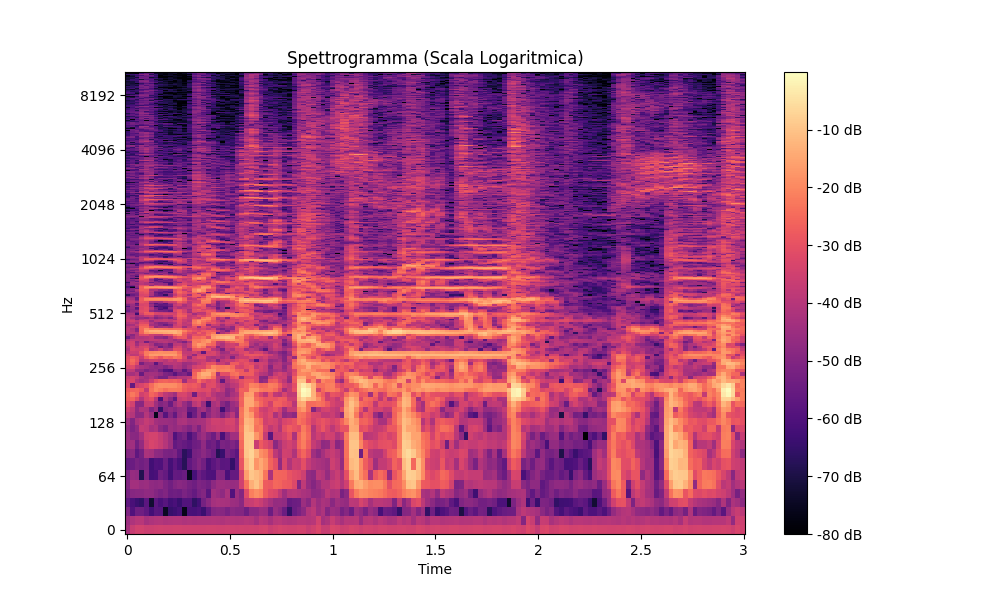 Spettrogramma (Scala Logaritmica)
8192
4096
2048
1024
512
256
128
64
0
Hz
0
0.5
1
1.5
2
2.5
3
Time
-10 dB
-20 dB
-30 dB
-40 dB
-50 dB
-60 dB
-70 dB
-80 dB